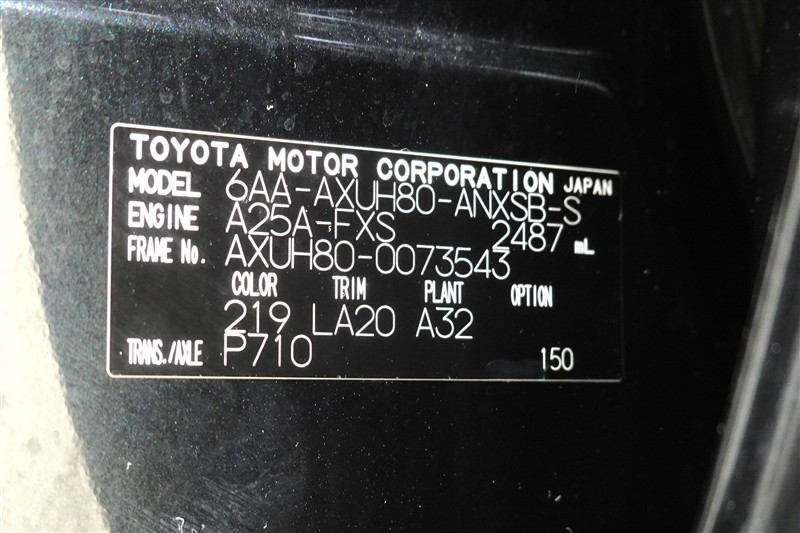 TOYOTA MOTOR CORPORATION JAPAN
MODEL 6AA-AXUH80-ANXSB-S
ENGINE A25A-FXS 2487 mL
FRAME No. AXUH80-0073543
COLOR TRIM PLANT OPTION
219 LA20 A32
TRANS./AXLE P710 150